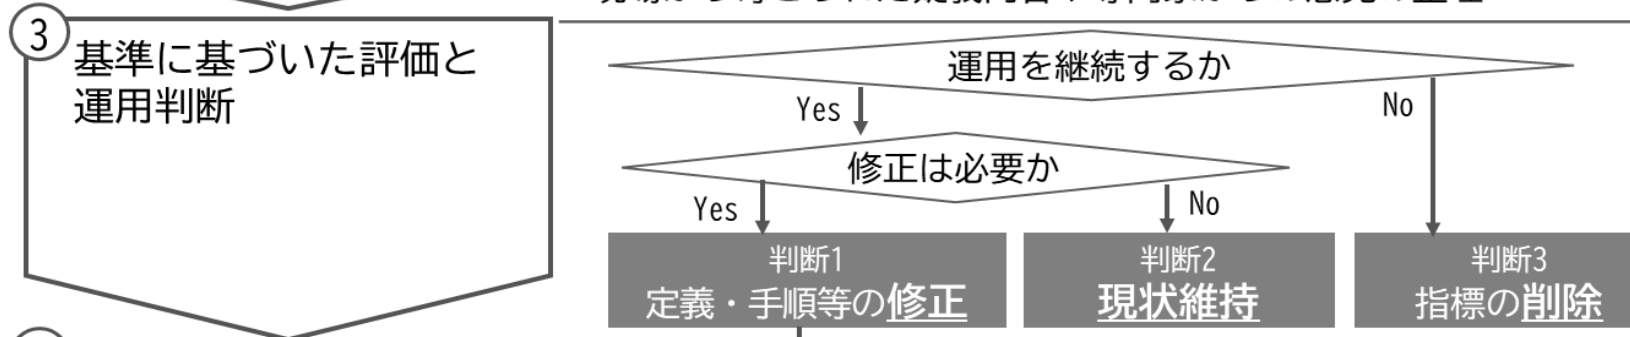 3
基準に基づいた評価と
運用判断
運用を継続するか
Yes
No
修正は必要か
Yes
No
判断1
定義・手順等の修正
判断2
現状維持
判断3
指標の削除